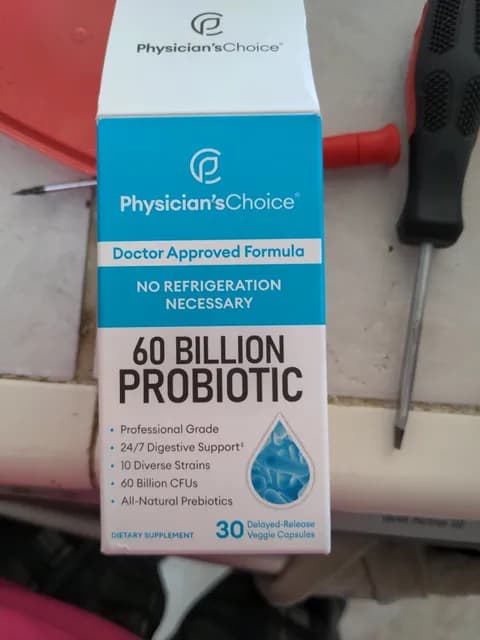 Physician'sChoice®
Physician'sChoice®
Doctor Approved Formula
NO REFRIGERATION
NECESSARY
60 BILLION
PROBIOTIC
• Professional Grade
• 24/7 Digestive Support‡
• 10 Diverse Strains
• 60 Billion CFUs
• All-Natural Prebiotics
DIETARY SUPPLEMENT
30 Delayed-Release
Veggie Capsules